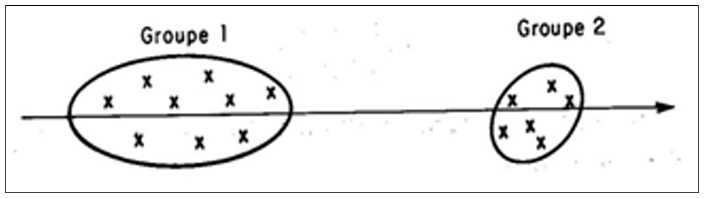 Groupe 1
Groupe 2
x x x x x x x x x
x x x x x x